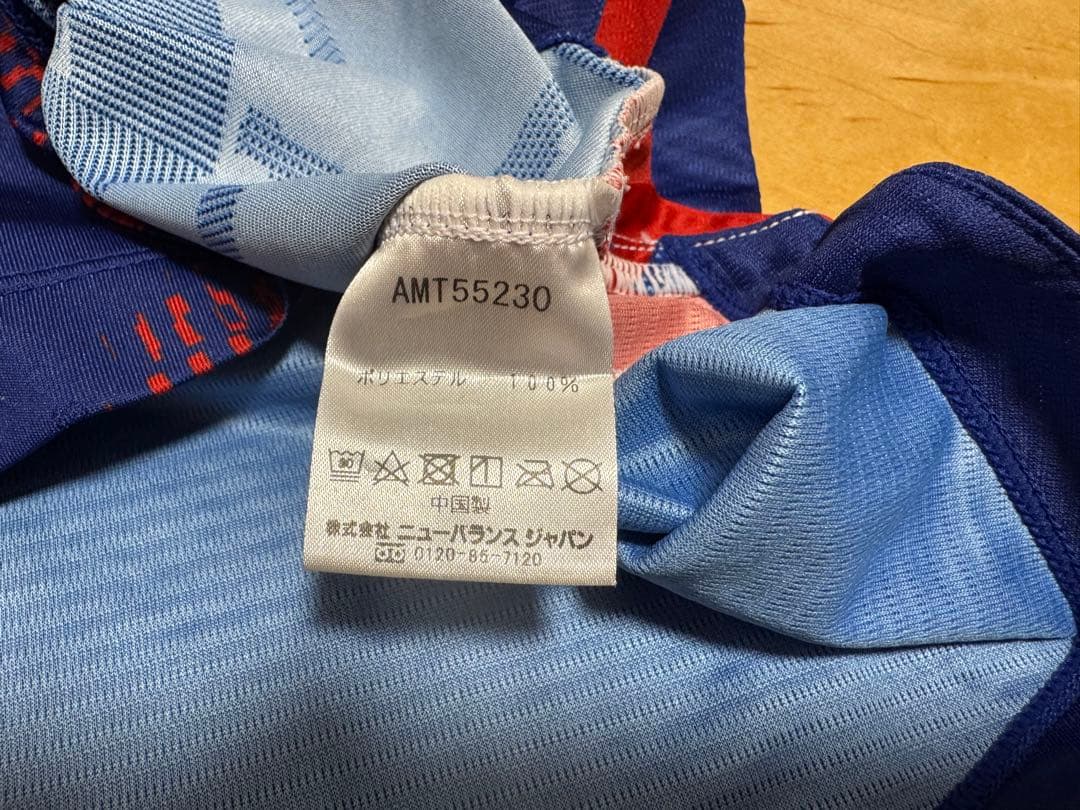 AMT55230
ポリエステル 100%
30
中国製
株式会社 ニューバランス ジャパン
0120-85-7120